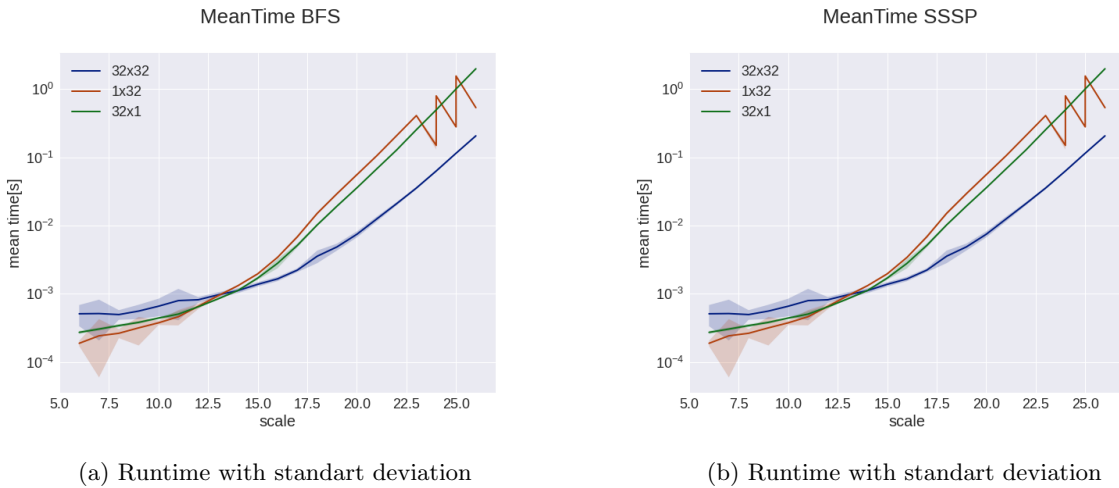 MeanTime BFS
mean time[s]
10⁰
10⁻¹
10⁻²
10⁻³
10⁻⁴
32x32
1x32
32x1
5.0 7.5 10.0 12.5 15.0 17.5 20.0 22.5 25.0
scale
(a) Runtime with standart deviation
MeanTime SSSP
mean time[s]
10⁰
10⁻¹
10⁻²
10⁻³
10⁻⁴
32x32
1x32
32x1
5.0 7.5 10.0 12.5 15.0 17.5 20.0 22.5 25.0
scale
(b) Runtime with standart deviation